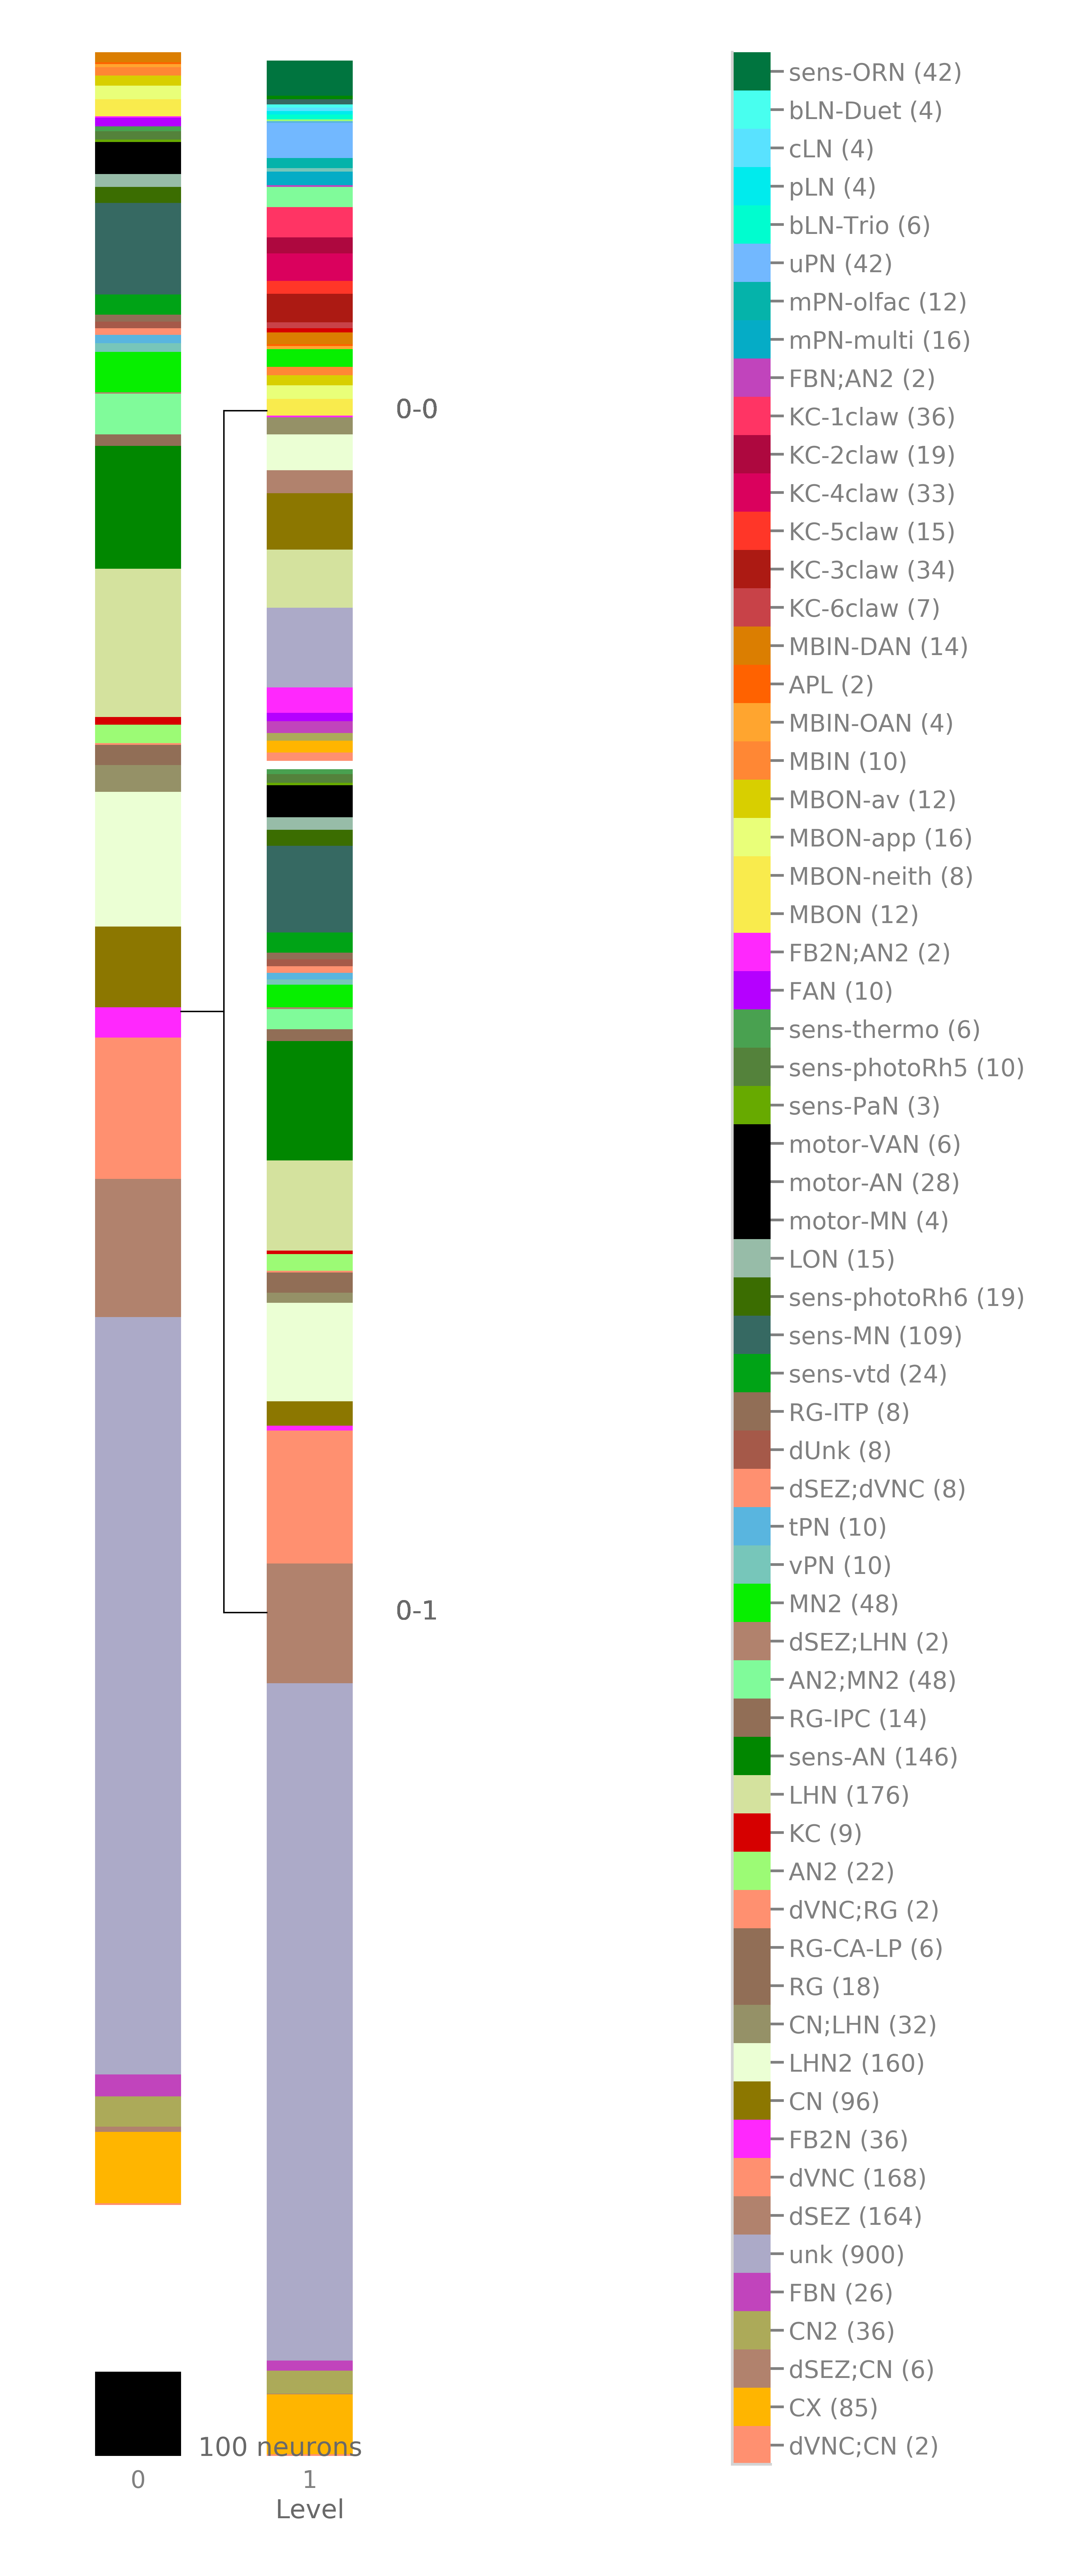 sens-ORN (42)
bLN-Duet (4)
cLN (4)
pLN (4)
bLN-Trio (6)
uPN (42)
mPN-olfac (12)
mPN-multi (16)
FBN;AN2 (2)
0-0
KC-1claw (36)
KC-2claw (19)
KC-4claw (33)
KC-5claw (15)
KC-3claw (34)
KC-6claw (7)
MBIN-DAN (14)
APL (2)
MBIN-OAN (4)
MBIN (10)
MBON-av (12)
MBON-app (16)
MBON-neith (8)
MBON (12)
FB2N;AN2 (2)
FAN (10)
sens-thermo (6)
sens-photoRh5 (10)
sens-PaN (3)
motor-VAN (6)
motor-AN (28)
motor-MN (4)
LON (15)
sens-photoRh6 (19)
sens-MN (109)
sens-vtd (24)
RG-ITP (8)
dUnk (8)
dSEZ;dVNC (8)
tPN (10)
vPN (10)
MN2 (48)
0-1
dSEZ;LHN (2)
AN2;MN2 (48)
RG-IPC (14)
sens-AN (146)
LHN (176)
KC (9)
AN2 (22)
dVNC;RG (2)
RG-CA-LP (6)
RG (18)
CN;LHN (32)
LHN2 (160)
CN (96)
FB2N (36)
dVNC (168)
dSEZ (164)
unk (900)
FBN (26)
CN2 (36)
dSEZ;CN (6)
CX (85)
dVNC;CN (2)
100 neurons
0 1
Level